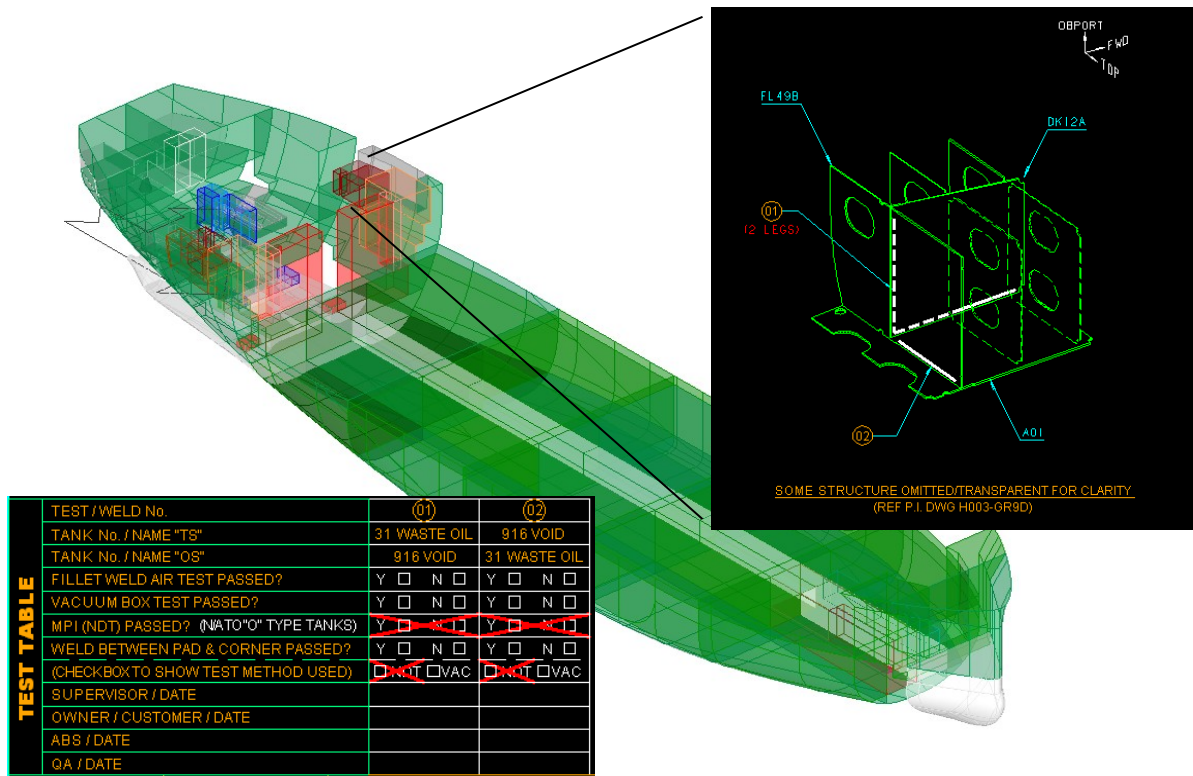 OBPORT
FWD
TOP
FL49B
DK12A
01
(2 LEGS)
02
A01
SOME STRUCTURE OMITTED/TRANSPARENT FOR CLARITY
(REF P.I. DWG H003-GR9D)
TEST TABLE
TEST / WELD No. 01 02
TANK No. / NAME "TS" 31 WASTE OIL 916 VOID
TANK No. / NAME "OS" 916 VOID 31 WASTE OIL
FILLET WELD AIR TEST PASSED? Y ☐ N ☐ Y ☐ N ☐
VACUUM BOX TEST PASSED? Y ☐ N ☐ Y ☐ N ☐
MPI (NDT) PASSED? (NATO "O" TYPE TANKS) Y ☐ N ☐ Y ☐ N ☐
WELD BETWEEN PAD & CORNER PASSED? Y ☐ N ☐ Y ☐ N ☐
(CHECKBOX TO SHOW TEST METHOD USED) ☐ NDT ☐ VAC ☐ NDT ☐ VAC
SUPERVISOR / DATE
OWNER / CUSTOMER / DATE
ABS / DATE
QA / DATE